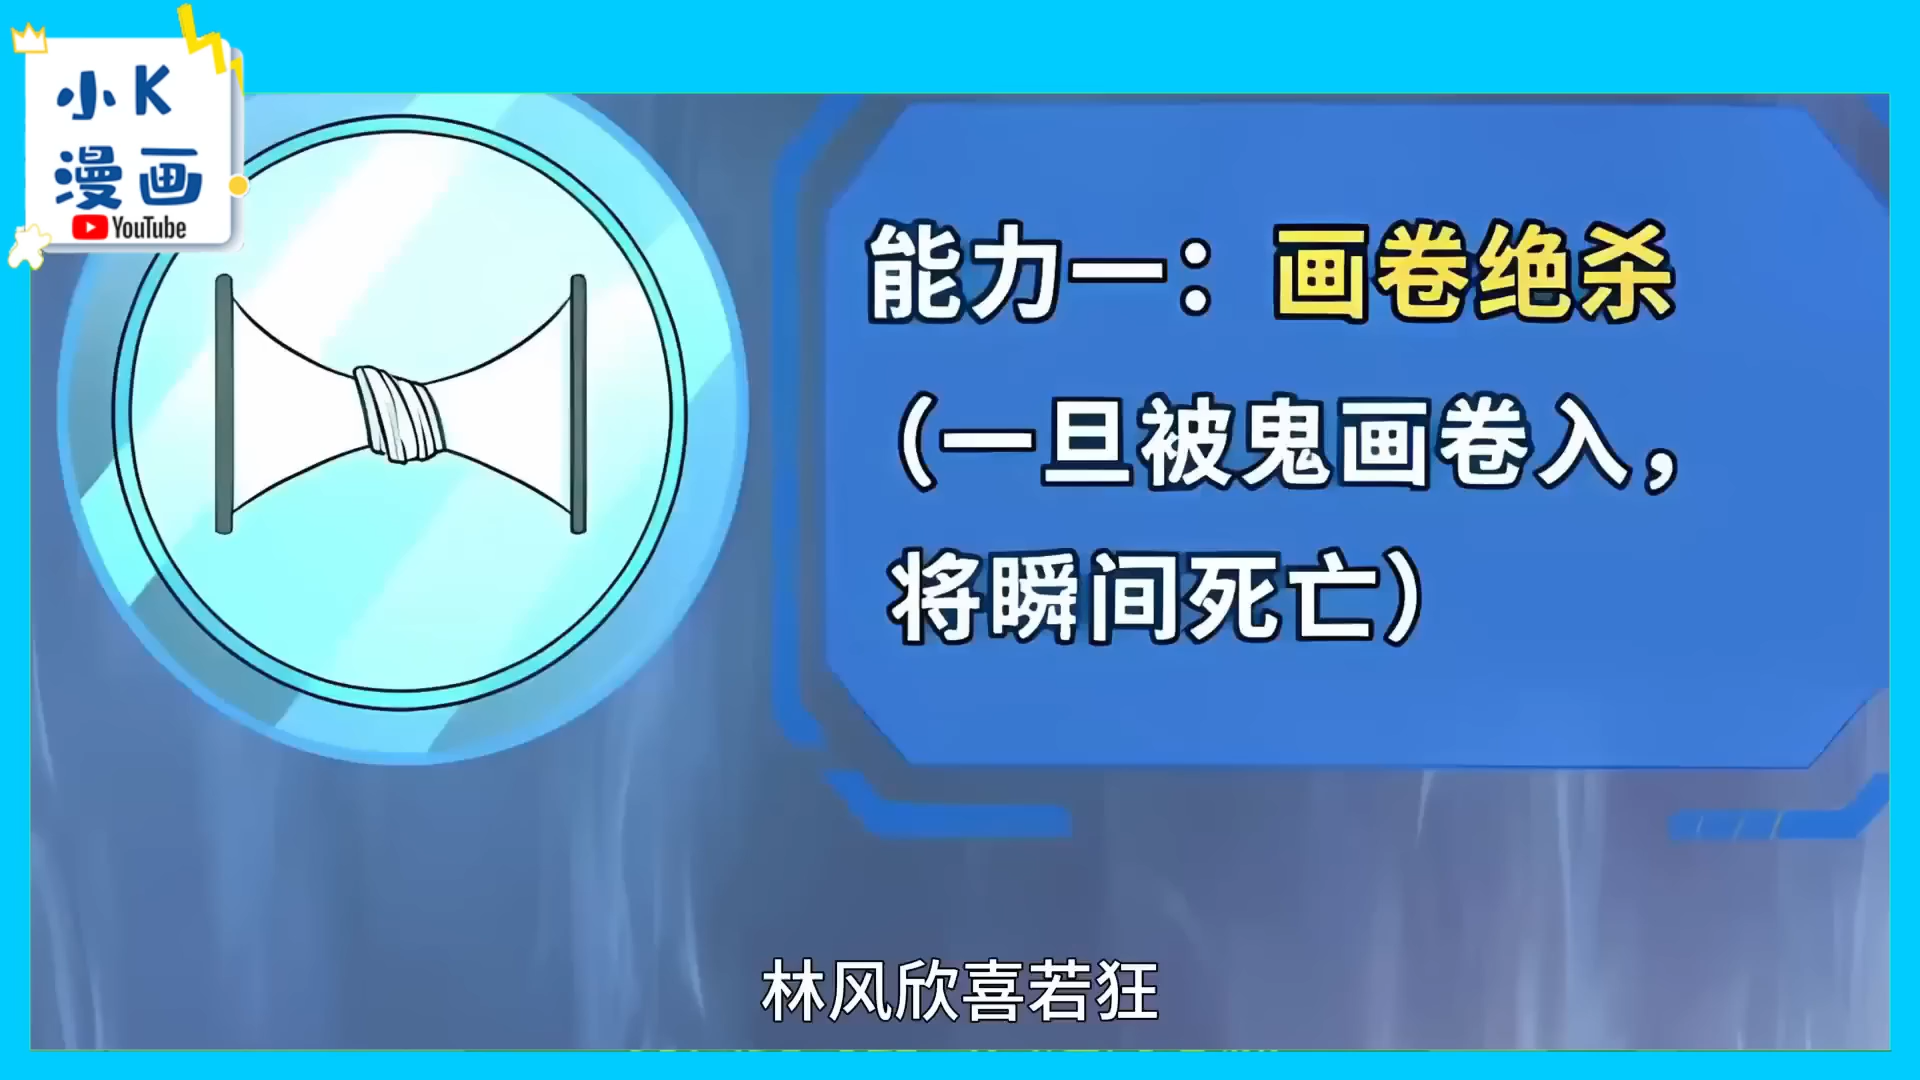 小K
漫画
YouTube
能力一：画卷绝杀
（一旦被鬼画卷入，
将瞬间死亡）
林风欣喜若狂